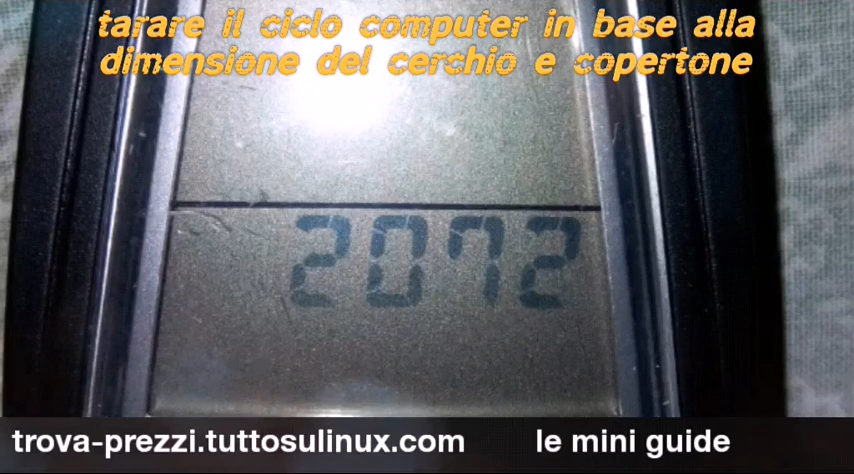 tarare il ciclo computer in base alla
dimensione del cerchio e copertone
2072
trova-prezzi.tuttosulinux.com le mini guide